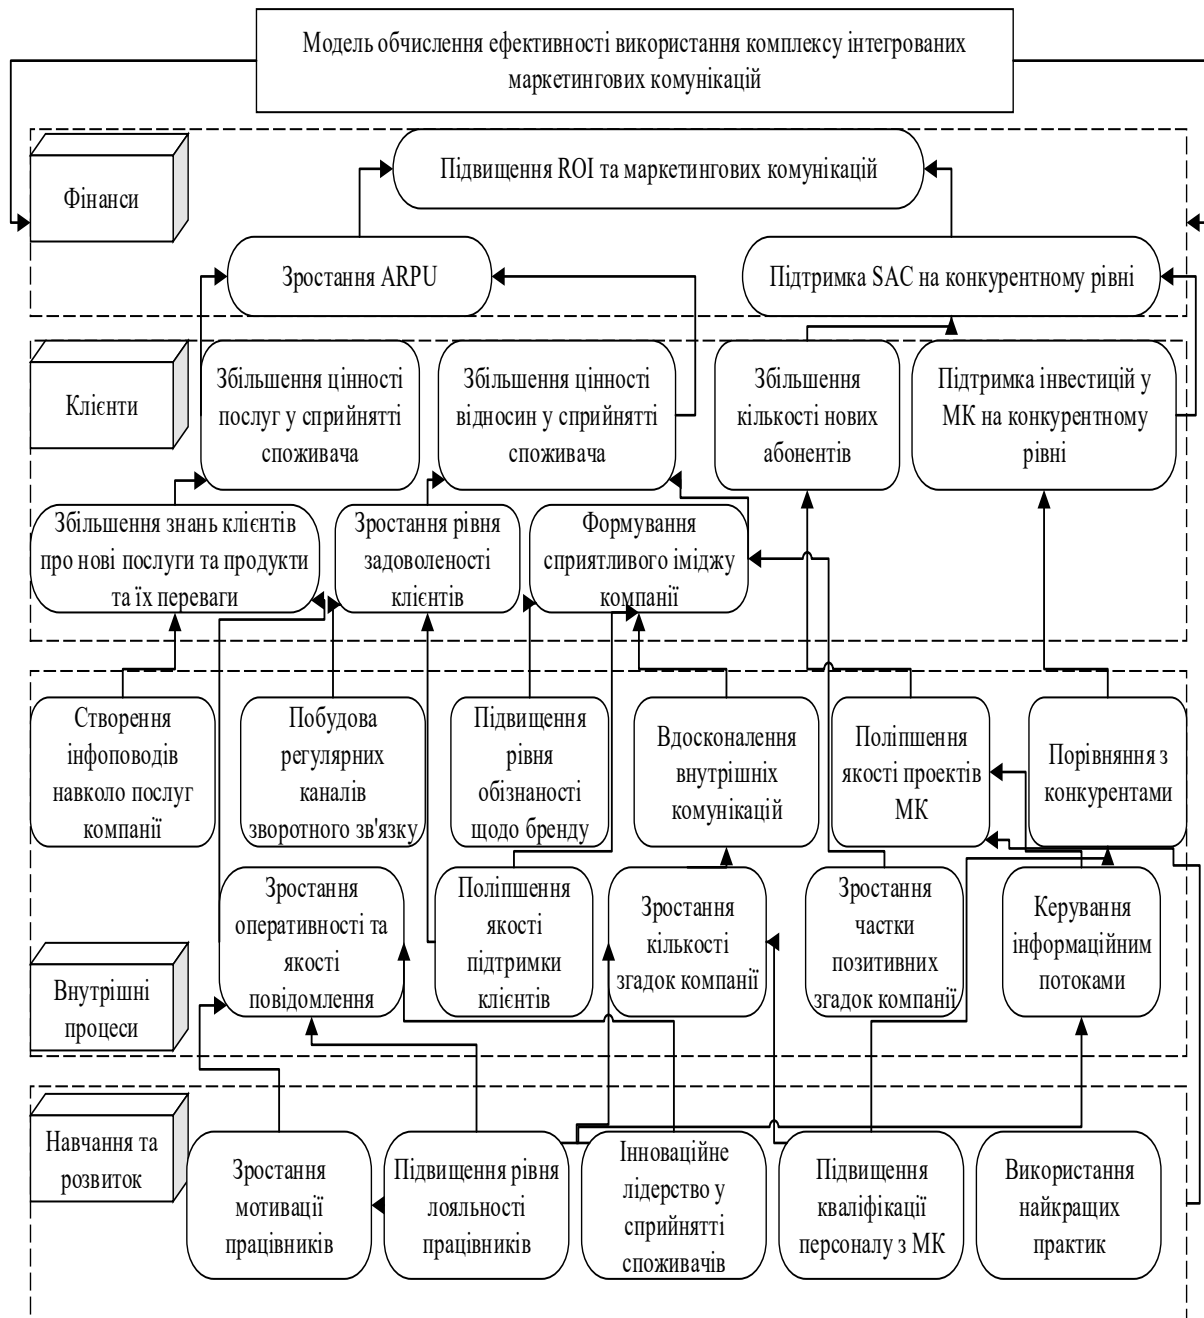 Модель обчислення ефективності використання комплексу інтегрованих
маркетингових комунікацій
Фінанси
Підвищення ROI та маркетингових комунікацій
Зростання ARPU
Підтримка SAC на конкурентному рівні
Клієнти
Збільшення цінності
послуг у сприйнятті
споживача
Збільшення цінності
відносин у сприйнятті
споживача
Збільшення
кількості нових
абонентів
Підтримка інвестицій у
МК на конкурентному
рівні
Збільшення знань клієнтів
про нові послуги та продукти
та їх переваги
Зростання рівня
задоволеності
клієнтів
Формування
сприятливого іміджу
компанії
Створення
інфоповодів
навколо послуг
компанії
Побудова
регулярних
каналів
зворотного зв'язку
Підвищення
рівня
обізнаності
щодо бренду
Вдосконалення
внутрішніх
комунікацій
Поліпшення
якості проектів
МК
Порівняння з
конкурентами
Внутрішні
процеси
Зростання
оперативності та
якості
повідомлення
Поліпшення
якості
підтримки
клієнтів
Зростання
кількості
згадок компанії
Зростання
частки
позитивних
згадок компанії
Керування
інформаційним
потоками
Навчання та
розвиток
Зростання
мотивації
працівників
Підвищення рівня
лояльності
працівників
Інноваційне
лідерство у
сприйнятті
споживачів
Підвищення
кваліфікації
персоналу з МК
Використання
найкращих
практик